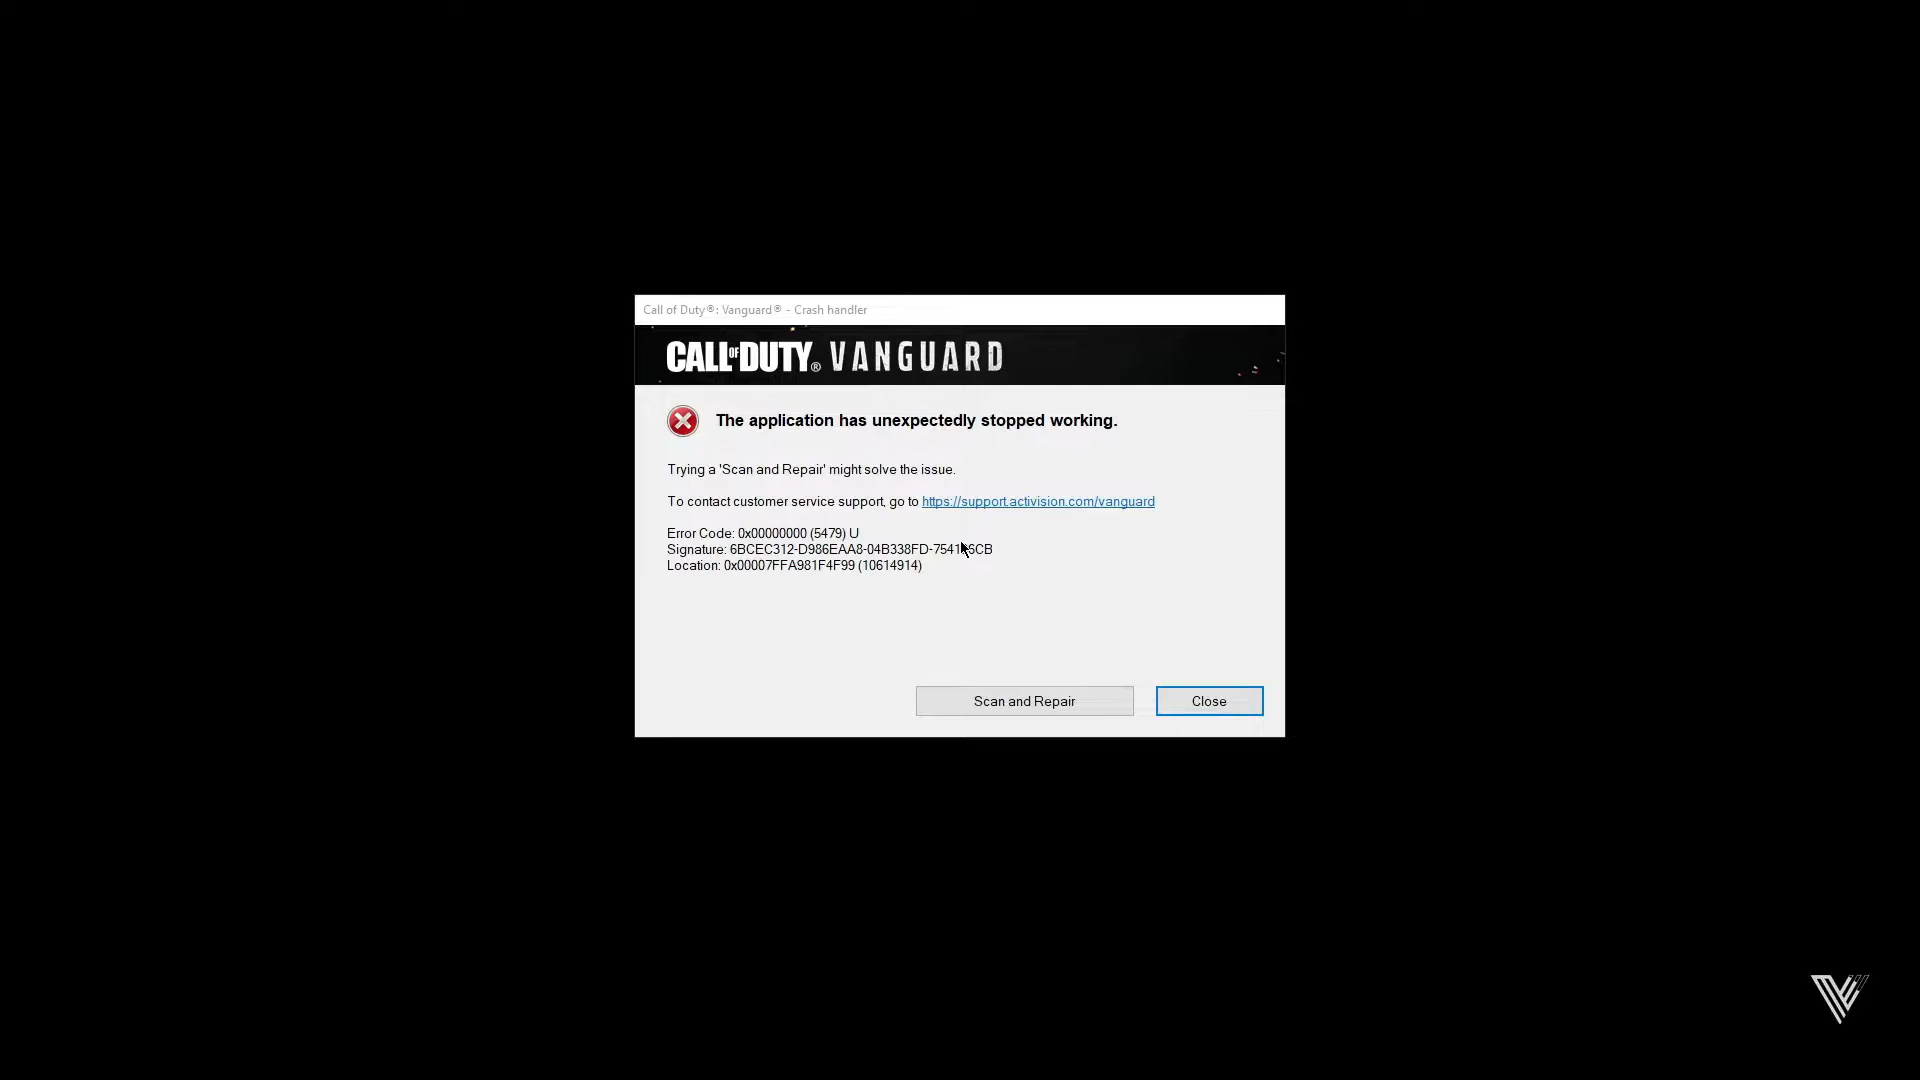 Call of Duty®: Vanguard® - Crash handler
CALL OF DUTY® VANGUARD
The application has unexpectedly stopped working.
Trying a 'Scan and Repair' might solve the issue.
To contact customer service support, go to https://support.activision.com/vanguard
Error Code: 0x00000000 (5479) U
Signature: 6BCEC312-D986EAA8-04B338FD-
Location: 0x00007FFA981F4F99 (10614914)
Scan and Repair
Close